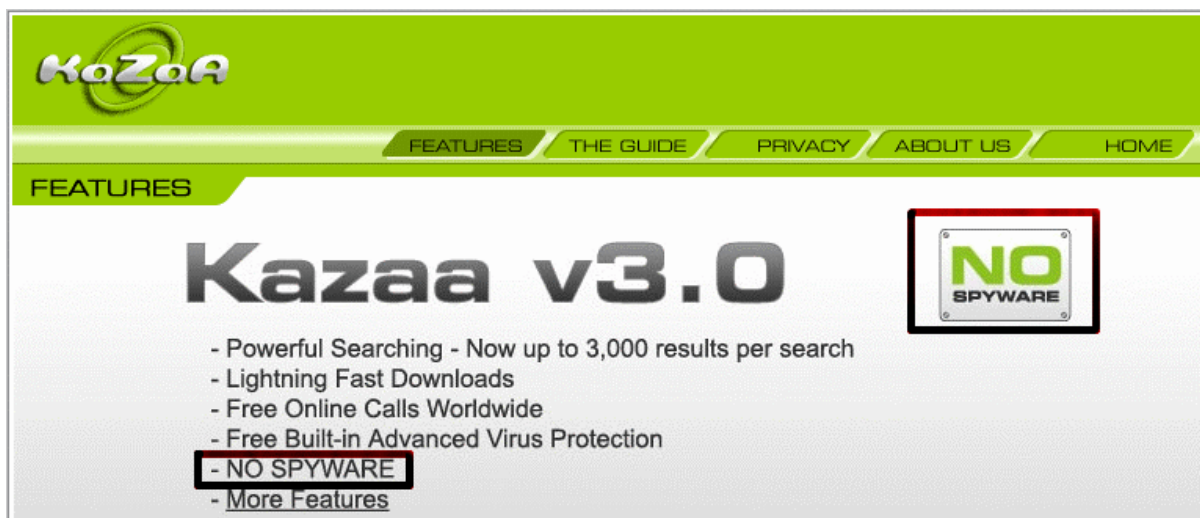 KaZaA
FEATURES THE GUIDE PRIVACY ABOUT US HOME
FEATURES
Kazaa v3.0
NO
SPYWARE
- Powerful Searching - Now up to 3,000 results per search
- Lightning Fast Downloads
- Free Online Calls Worldwide
- Free Built-in Advanced Virus Protection
- NO SPYWARE
- More Features